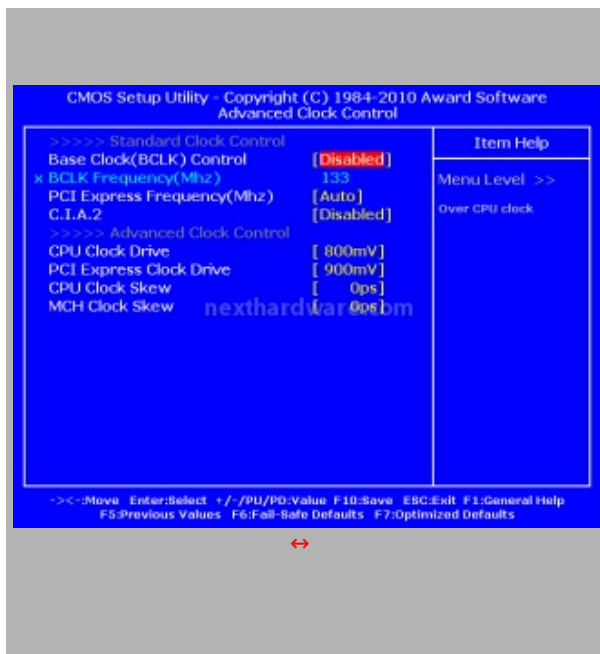 CMOS Setup Utility - Copyright (C) 1984-2010 Award Software
Advanced Clock Control
>>>>> Standard Clock Control
Base Clock(BCLK) Control [Disabled]
x BCLK Frequency(Mhz) 133
PCI Express Frequency(Mhz) [Auto]
C.I.A.2 [Disabled]
>>>>> Advanced Clock Control
CPU Clock Drive [ 800mV]
PCI Express Clock Drive [ 900mV]
CPU Clock Skew [ 0ps]
MCH Clock Skew [ 0ps]
nexthardware.com
Item Help
Menu Level >>
Over CPU clock
-><-:Move Enter:Select +/-/PU/PD:Value F10:Save ESC:Exit F1:General Help
F5:Previous Values F6:Fail-Safe Defaults F7:Optimized Defaults